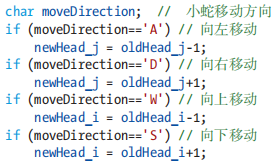 char moveDirection;  //  小蛇移动方向
if (moveDirection=='A') // 向左移动
    newHead_j = oldHead_j-1;
if (moveDirection=='D') // 向右移动
    newHead_j = oldHead_j+1;
if (moveDirection=='W') // 向上移动
    newHead_i = oldHead_i-1;
if (moveDirection=='S') // 向下移动
    newHead_i = oldHead_i+1;